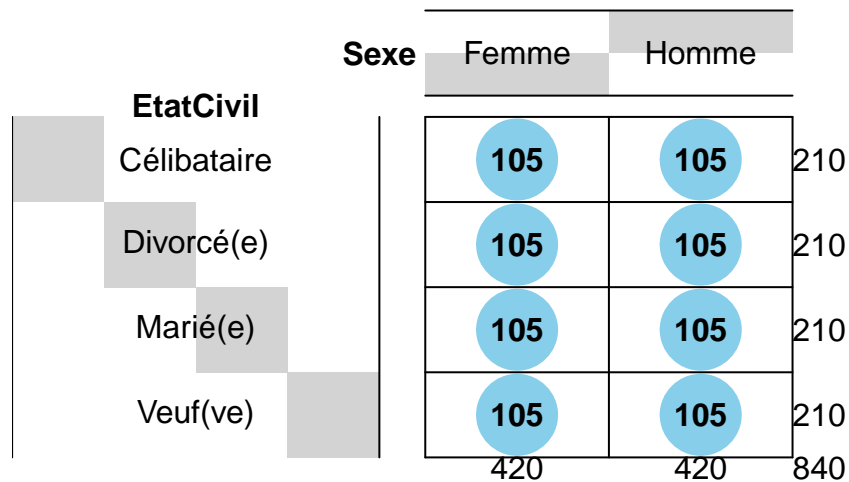 Sexe Femme Homme
EtatCivil
Célibataire 105 105 210
Divorcé(e) 105 105 210
Marié(e) 105 105 210
Veuf(ve) 105 105 210
420 420 840